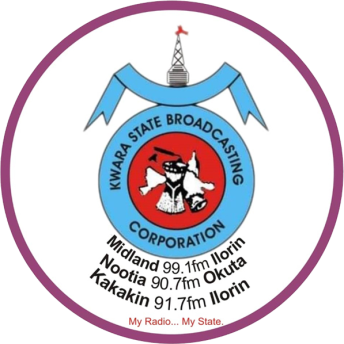 KWARA STATE BROADCASTING
CORPORATION
Midland 99.1fm Ilorin
Nootia 90.7fm Okuta
Kakakin 91.7fm Ilorin
My Radio... My State.